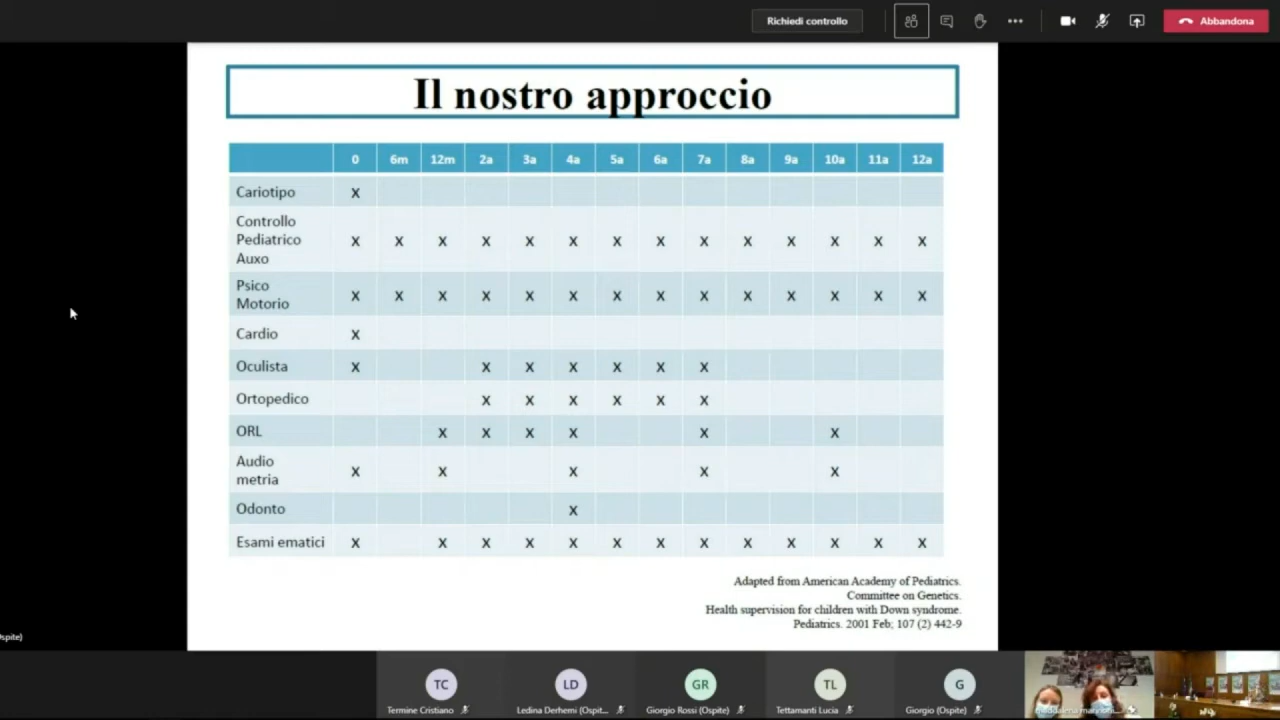 Richiedi controllo
Abbandona
Il nostro approccio
0 6m 12m 2a 3a 4a 5a 6a 7a 8a 9a 10a 11a 12a
Cariotipo X
Controllo
Pediatrico
Auxo
X X X X X X X X X X X X X X
Psico
Motorio
X X X X X X X X X X X X X X
Cardio X
Oculista X X X X X X X
Ortopedico X X X X X X
ORL X X X X X X
Audio
metria
X X X X X
Odonto X
Esami ematici X X X X X X X X X X X X X
Adapted from American Academy of Pediatrics.
Committee on Genetics.
Health supervision for children with Down syndrome.
Pediatrics. 2001 Feb; 107 (2) 442-9
spite)
TC LD GR TL G
Termine Cristiano Ledina Derhemi (Ospit... Giorgio Rossi (Ospite) Tettamanti Lucia Giorgio (Ospite)